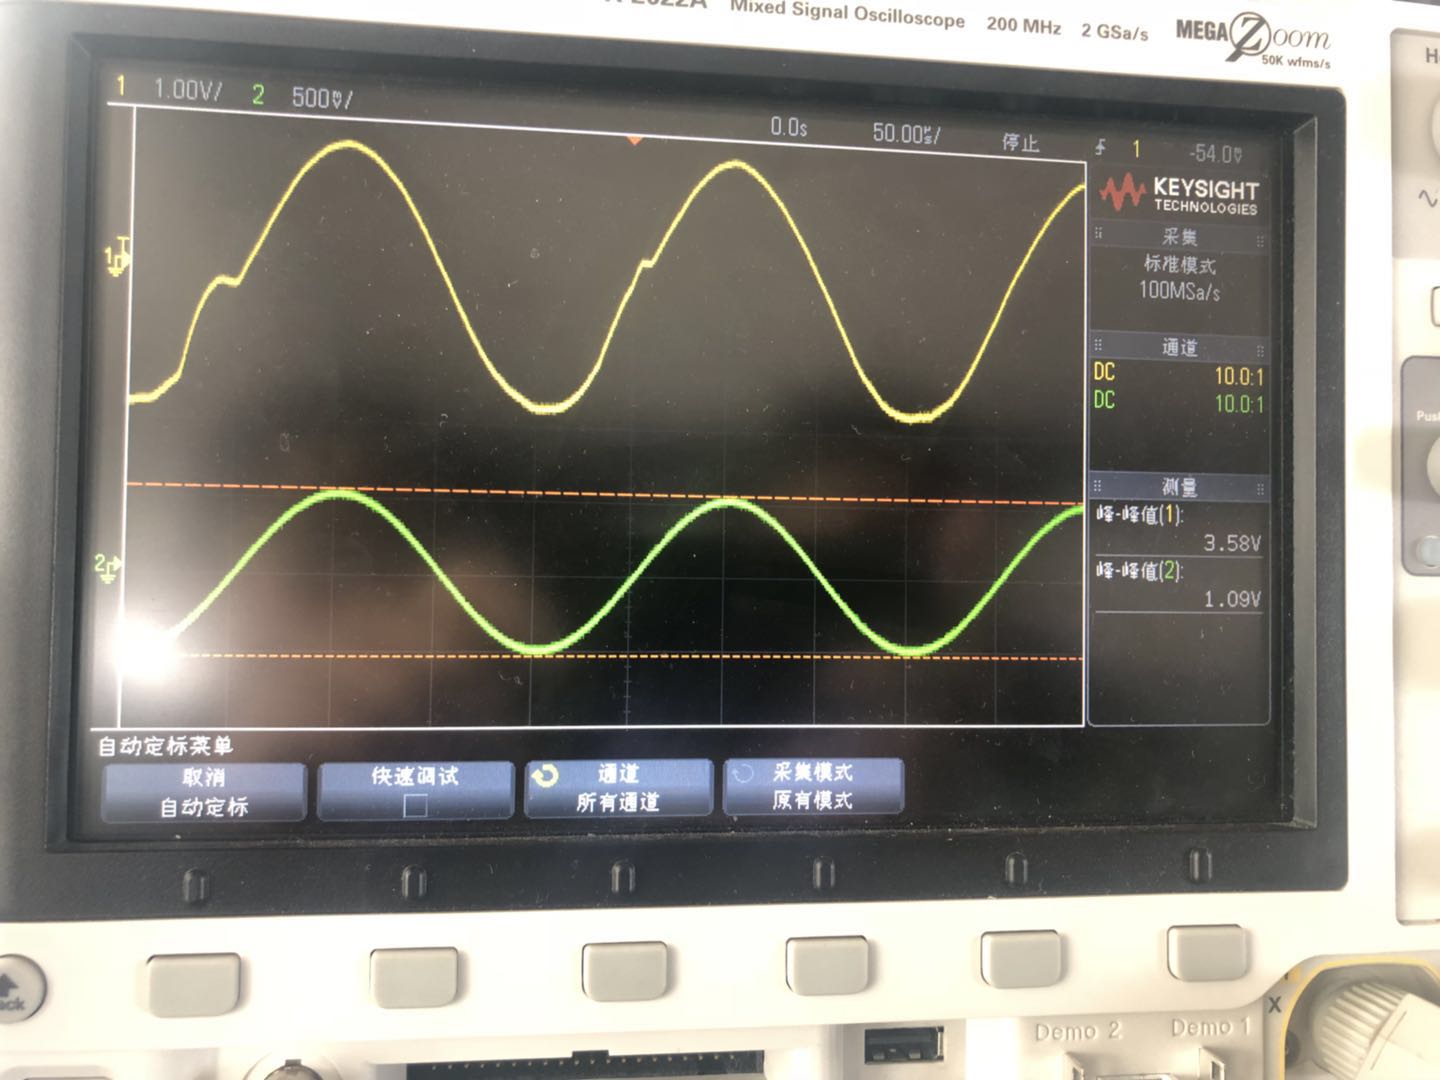 Mixed Signal Oscilloscope 200 MHz 2 GSa/s MEGA Zoom
50K wfms/s
1 1.00V/ 2 500mV/ 0.0s 50.00µs/ 停止 1 -54.0mV
KEYSIGHT
TECHNOLOGIES
采集
标准模式
100MSa/s
通道
DC 10.0:1
DC 10.0:1
测量
峰-峰值(1):
3.58V
峰-峰值(2):
1.09V
1
2
自动定标菜单
取消 快速调试 通道 采集模式
自动定标 所有通道 原有模式
Demo 2 Demo 1
X